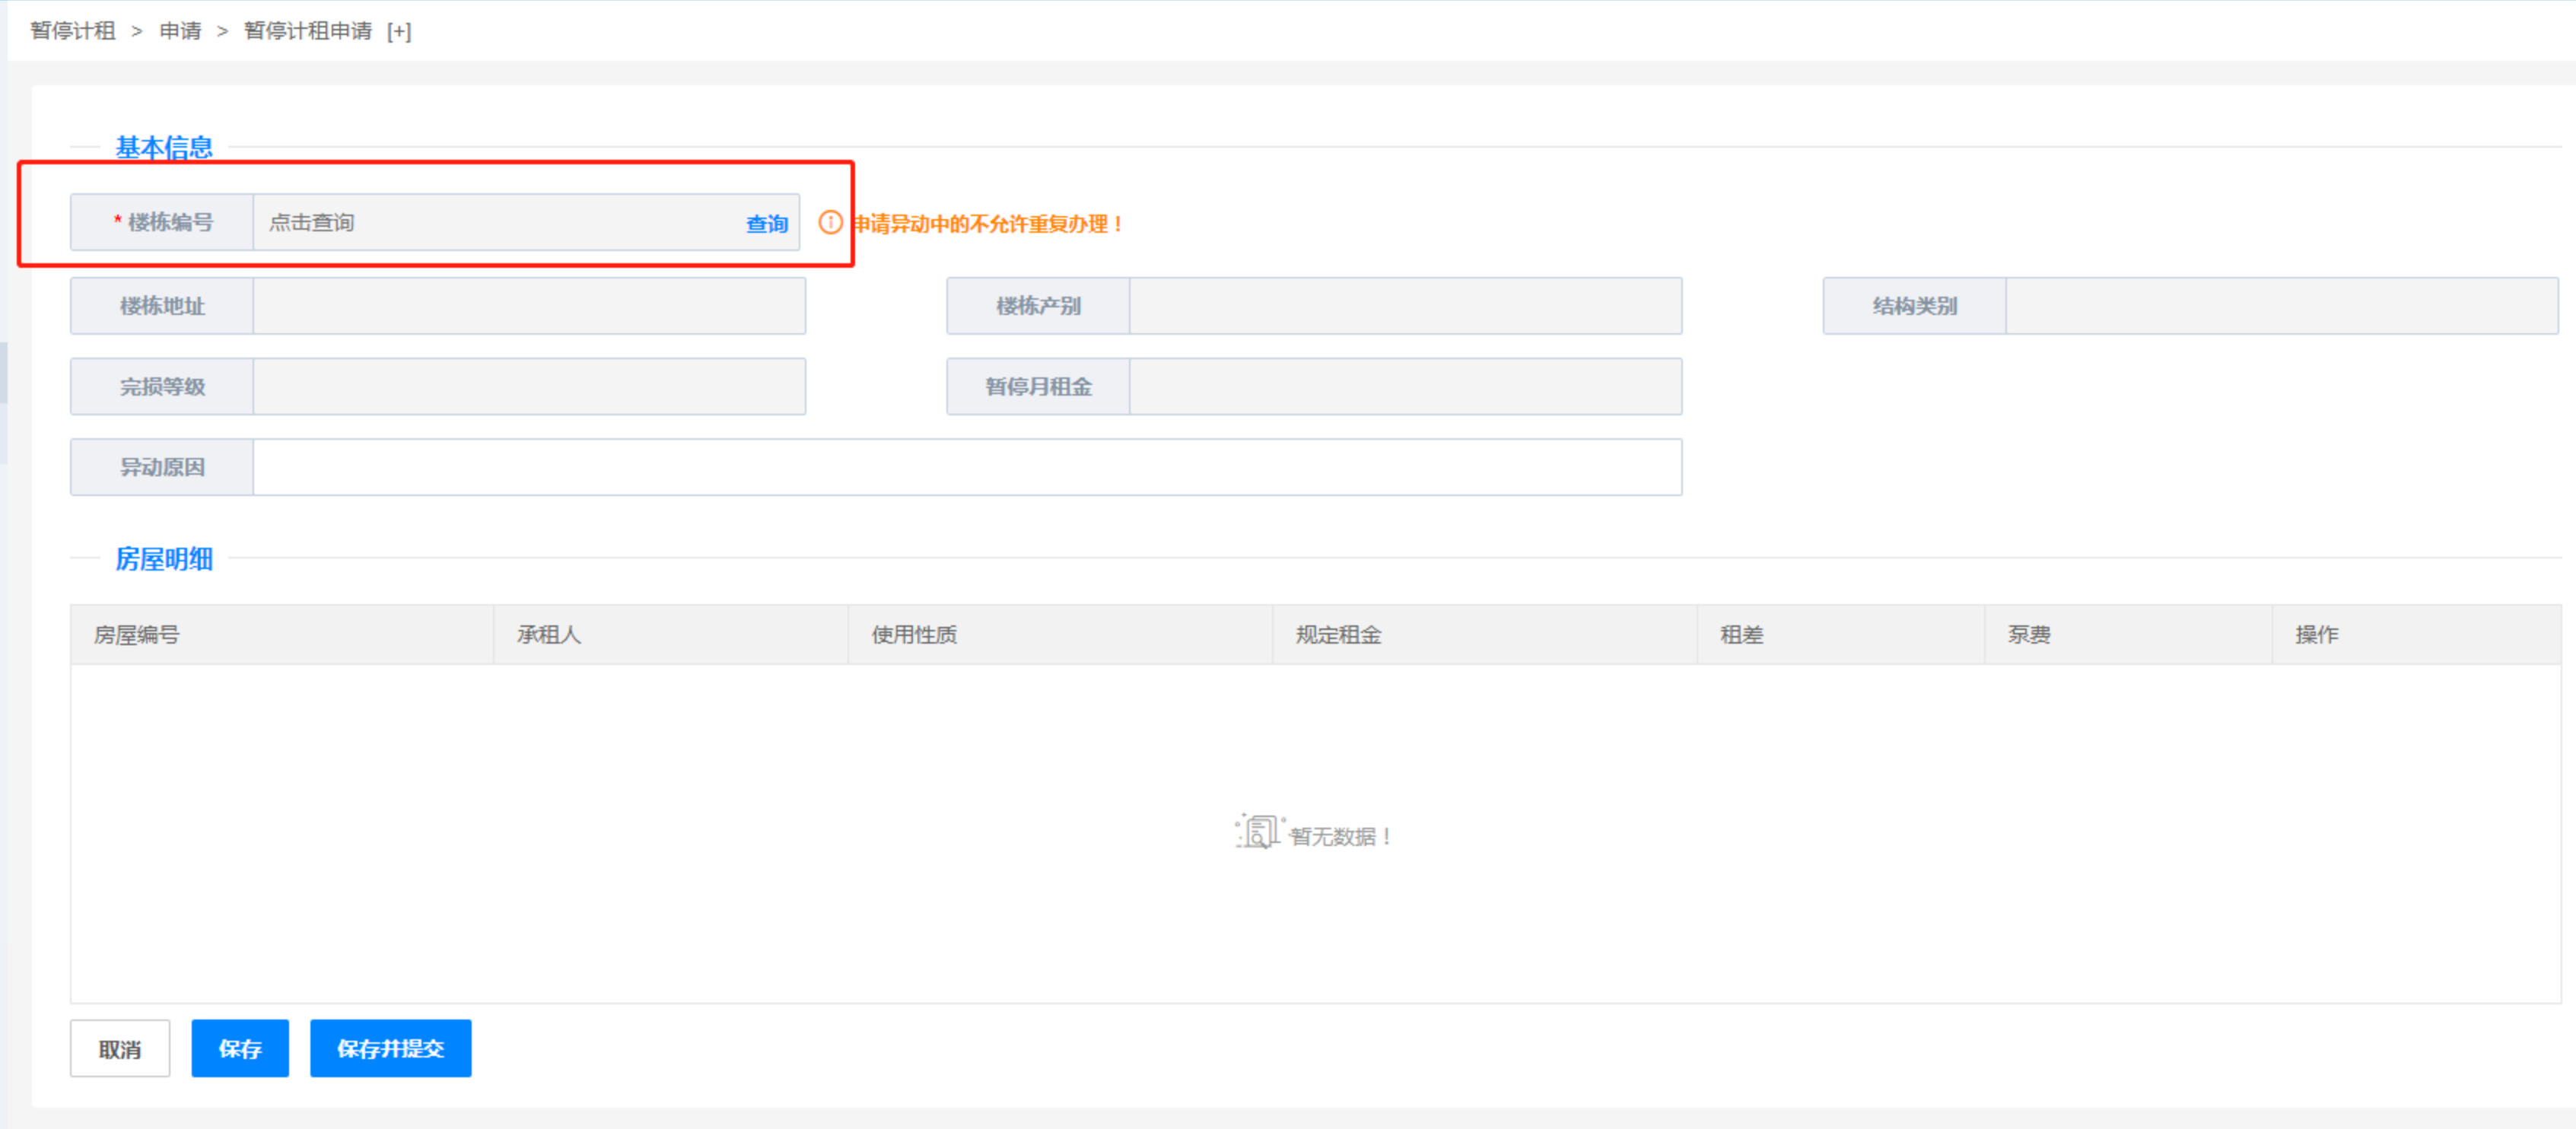 暂停计租 > 申请 > 暂停计租申请 [+]
基本信息
* 楼栋编号 点击查询 查询 申请异动中的不允许重复办理！
楼栋地址 楼栋产别 结构类别
完损等级 暂停月租金
异动原因
房屋明细
房屋编号 承租人 使用性质 规定租金 租差 泵费 操作
暂无数据！
取消 保存 保存并提交